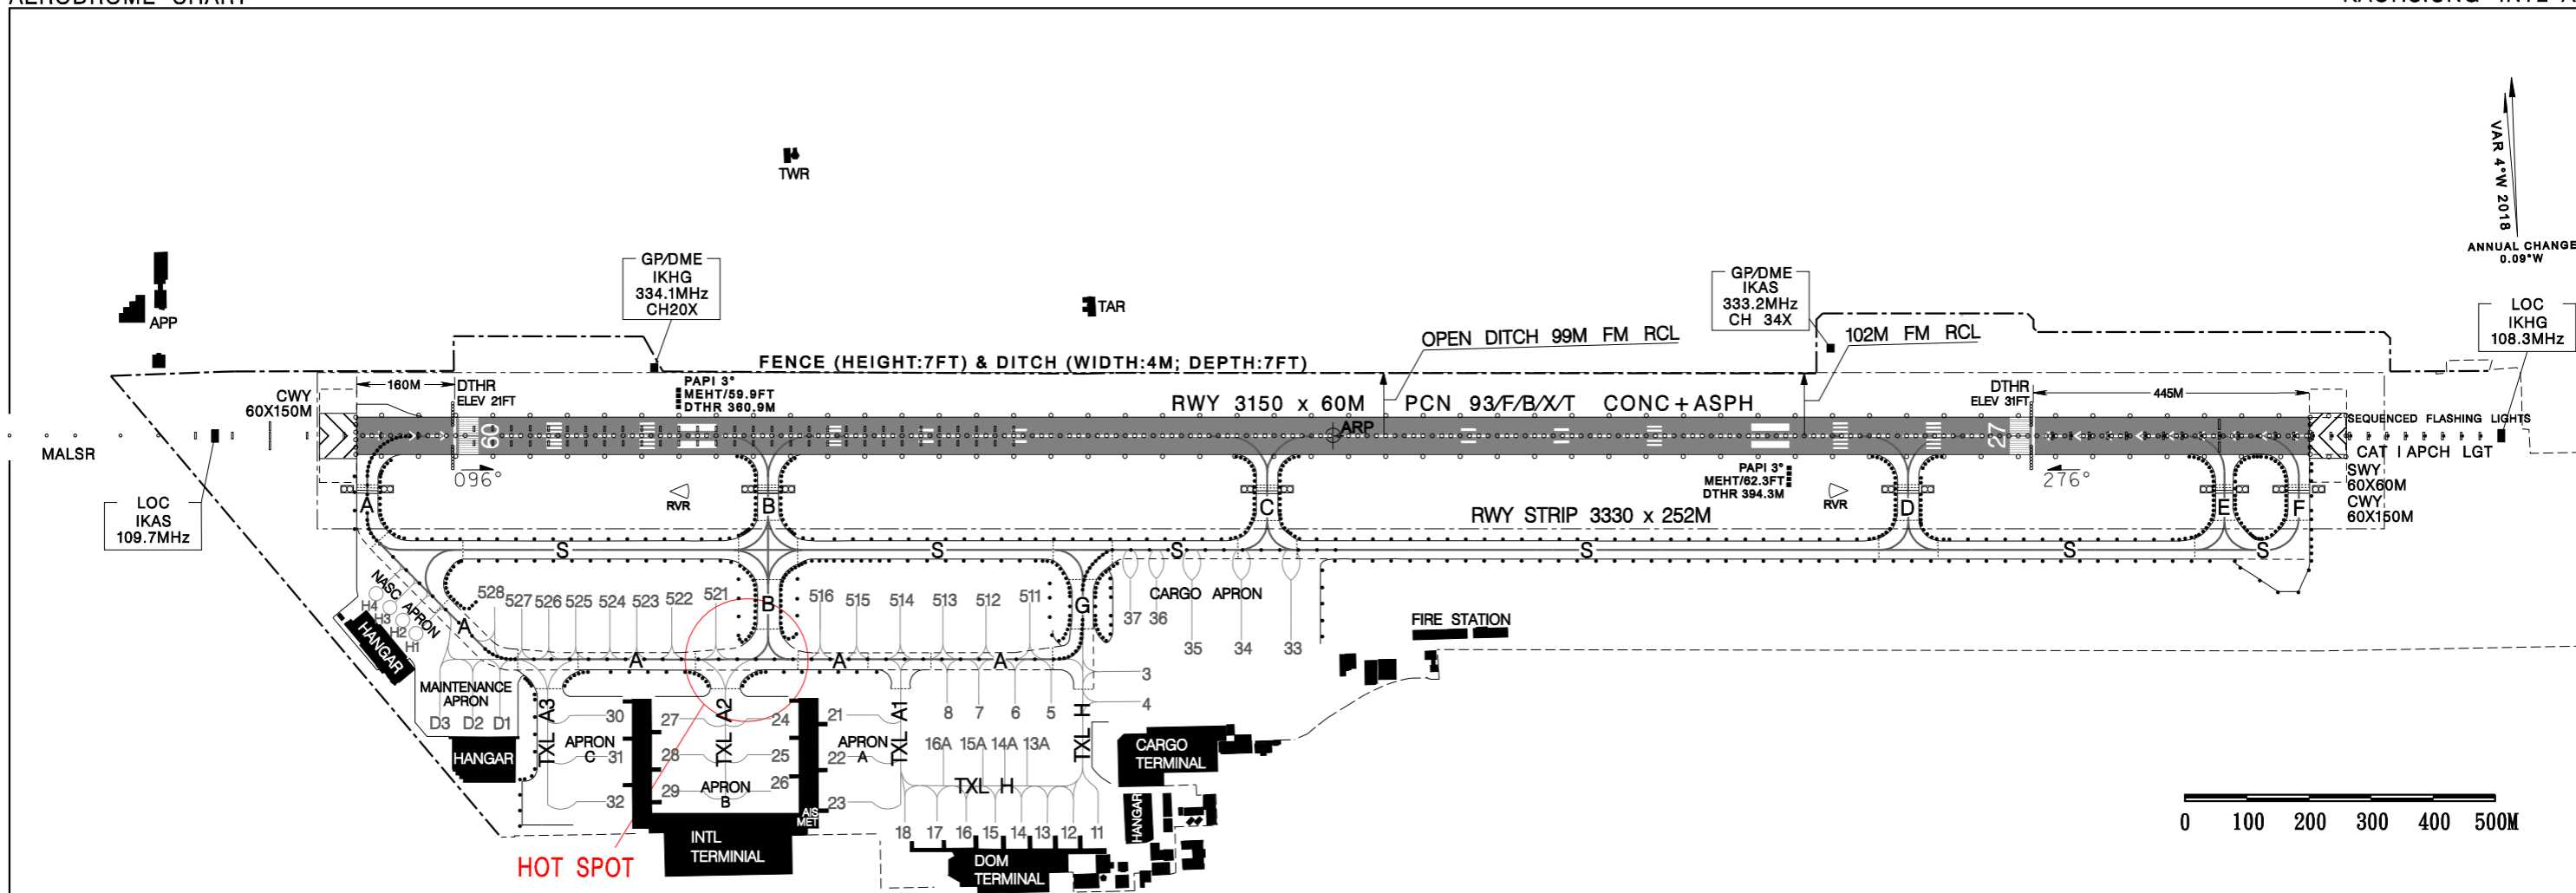 AERODROME CHART
TWR
VAR 4°W 2018
ANNUAL CHANGE
0.09°W
GP/DME
IKHG
334.1MHz
CH20X
APP
TAR
GP/DME
IKAS
333.2MHz
CH 34X
LOC
IKHG
108.3MHz
OPEN DITCH 99M FM RCL
102M FM RCL
FENCE (HEIGHT:7FT) & DITCH (WIDTH:4M; DEPTH:7FT)
CWY
60X150M
160M
DTHR
ELEV 21FT
PAPI 3°
MEHT/59.9FT
DTHR 360.9M
RWY 3150 x 60M PCN 93/F/B/X/T CONC+ASPH
DTHR
ELEV 31FT
445M
SEQUENCED FLASHING LIGHTS
MALSR
09
ARP
27
CAT I APCH LGT
SWY
60X60M
CWY
60X150M
096°
276°
PAPI 3°
MEHT/62.3FT
DTHR 394.3M
LOC
IKAS
109.7MHz
RVR
RVR
A
B
C
D
E
F
RWY STRIP 3330 x 252M
S
S
S
S
S
S
NASC APRON
H4
H3
H2
H1
HANGAR
528
527
526
525
524
523
522
521
516
515
514
513
512
511
A
B
G
37
36
35
34
33
CARGO APRON
FIRE STATION
A
A
A
3
4
MAINTENANCE
APRON
D3
D2
D1
HANGAR
TXL A3
APRON
C
30
31
32
27
28
29
TXL A2
APRON
B
24
25
26
21
22
23
APRON
A
TXL A1
8
7
6
5
TXL H
16A
15A
14A
13A
TXL H
18
17
16
15
14
13
12
11
CARGO
TERMINAL
HANGAR
AIS
MET
INTL
TERMINAL
DOM
TERMINAL
HOT SPOT
0 100 200 300 400 500M